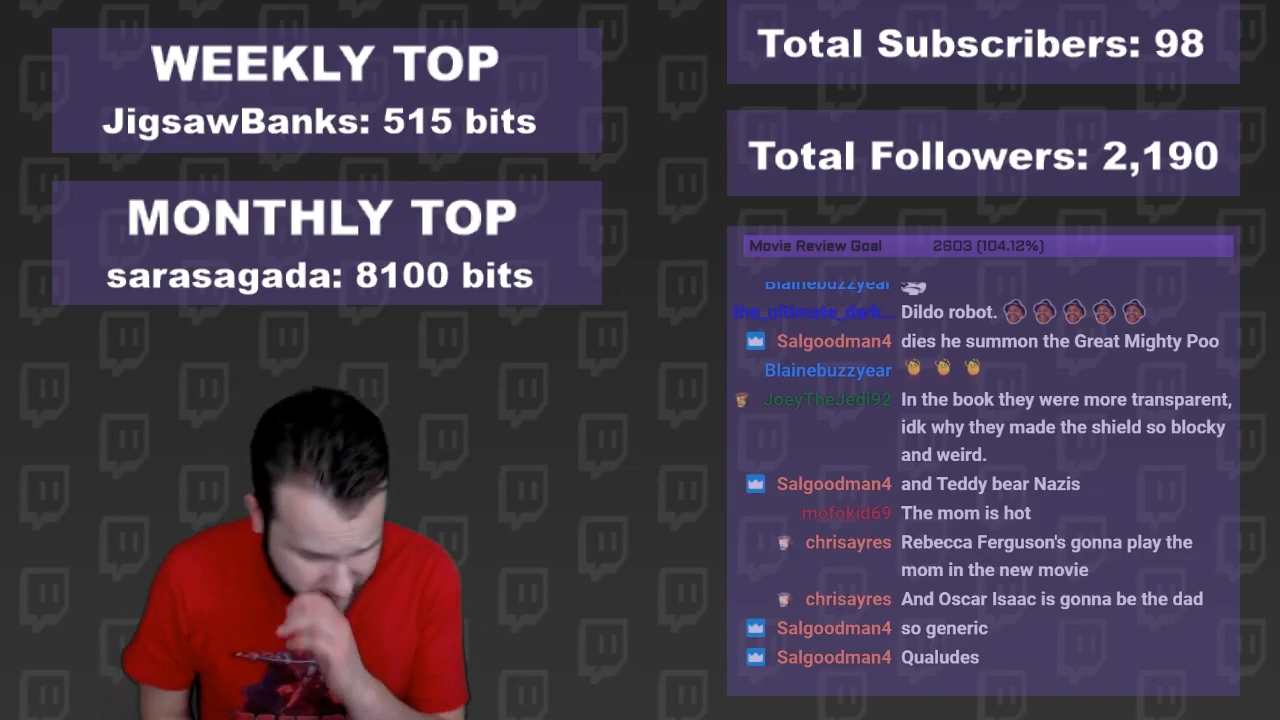 WEEKLY TOP
JigsawBanks: 515 bits
MONTHLY TOP
sarasagada: 8100 bits
Total Subscribers: 98
Total Followers: 2,190
Movie Review Goal 2603 (104.12%)
Blainebuzzyear
the_ultimate_dark... Dildo robot.
Salgoodman4 dies he summon the Great Mighty Poo
Blainebuzzyear
JoeyTheJedi92 In the book they were more transparent,
idk why they made the shield so blocky
and weird.
Salgoodman4 and Teddy bear Nazis
mofokid69 The mom is hot
chrisayres Rebecca Ferguson's gonna play the
mom in the new movie
chrisayres And Oscar Isaac is gonna be the dad
Salgoodman4 so generic
Salgoodman4 Qualudes